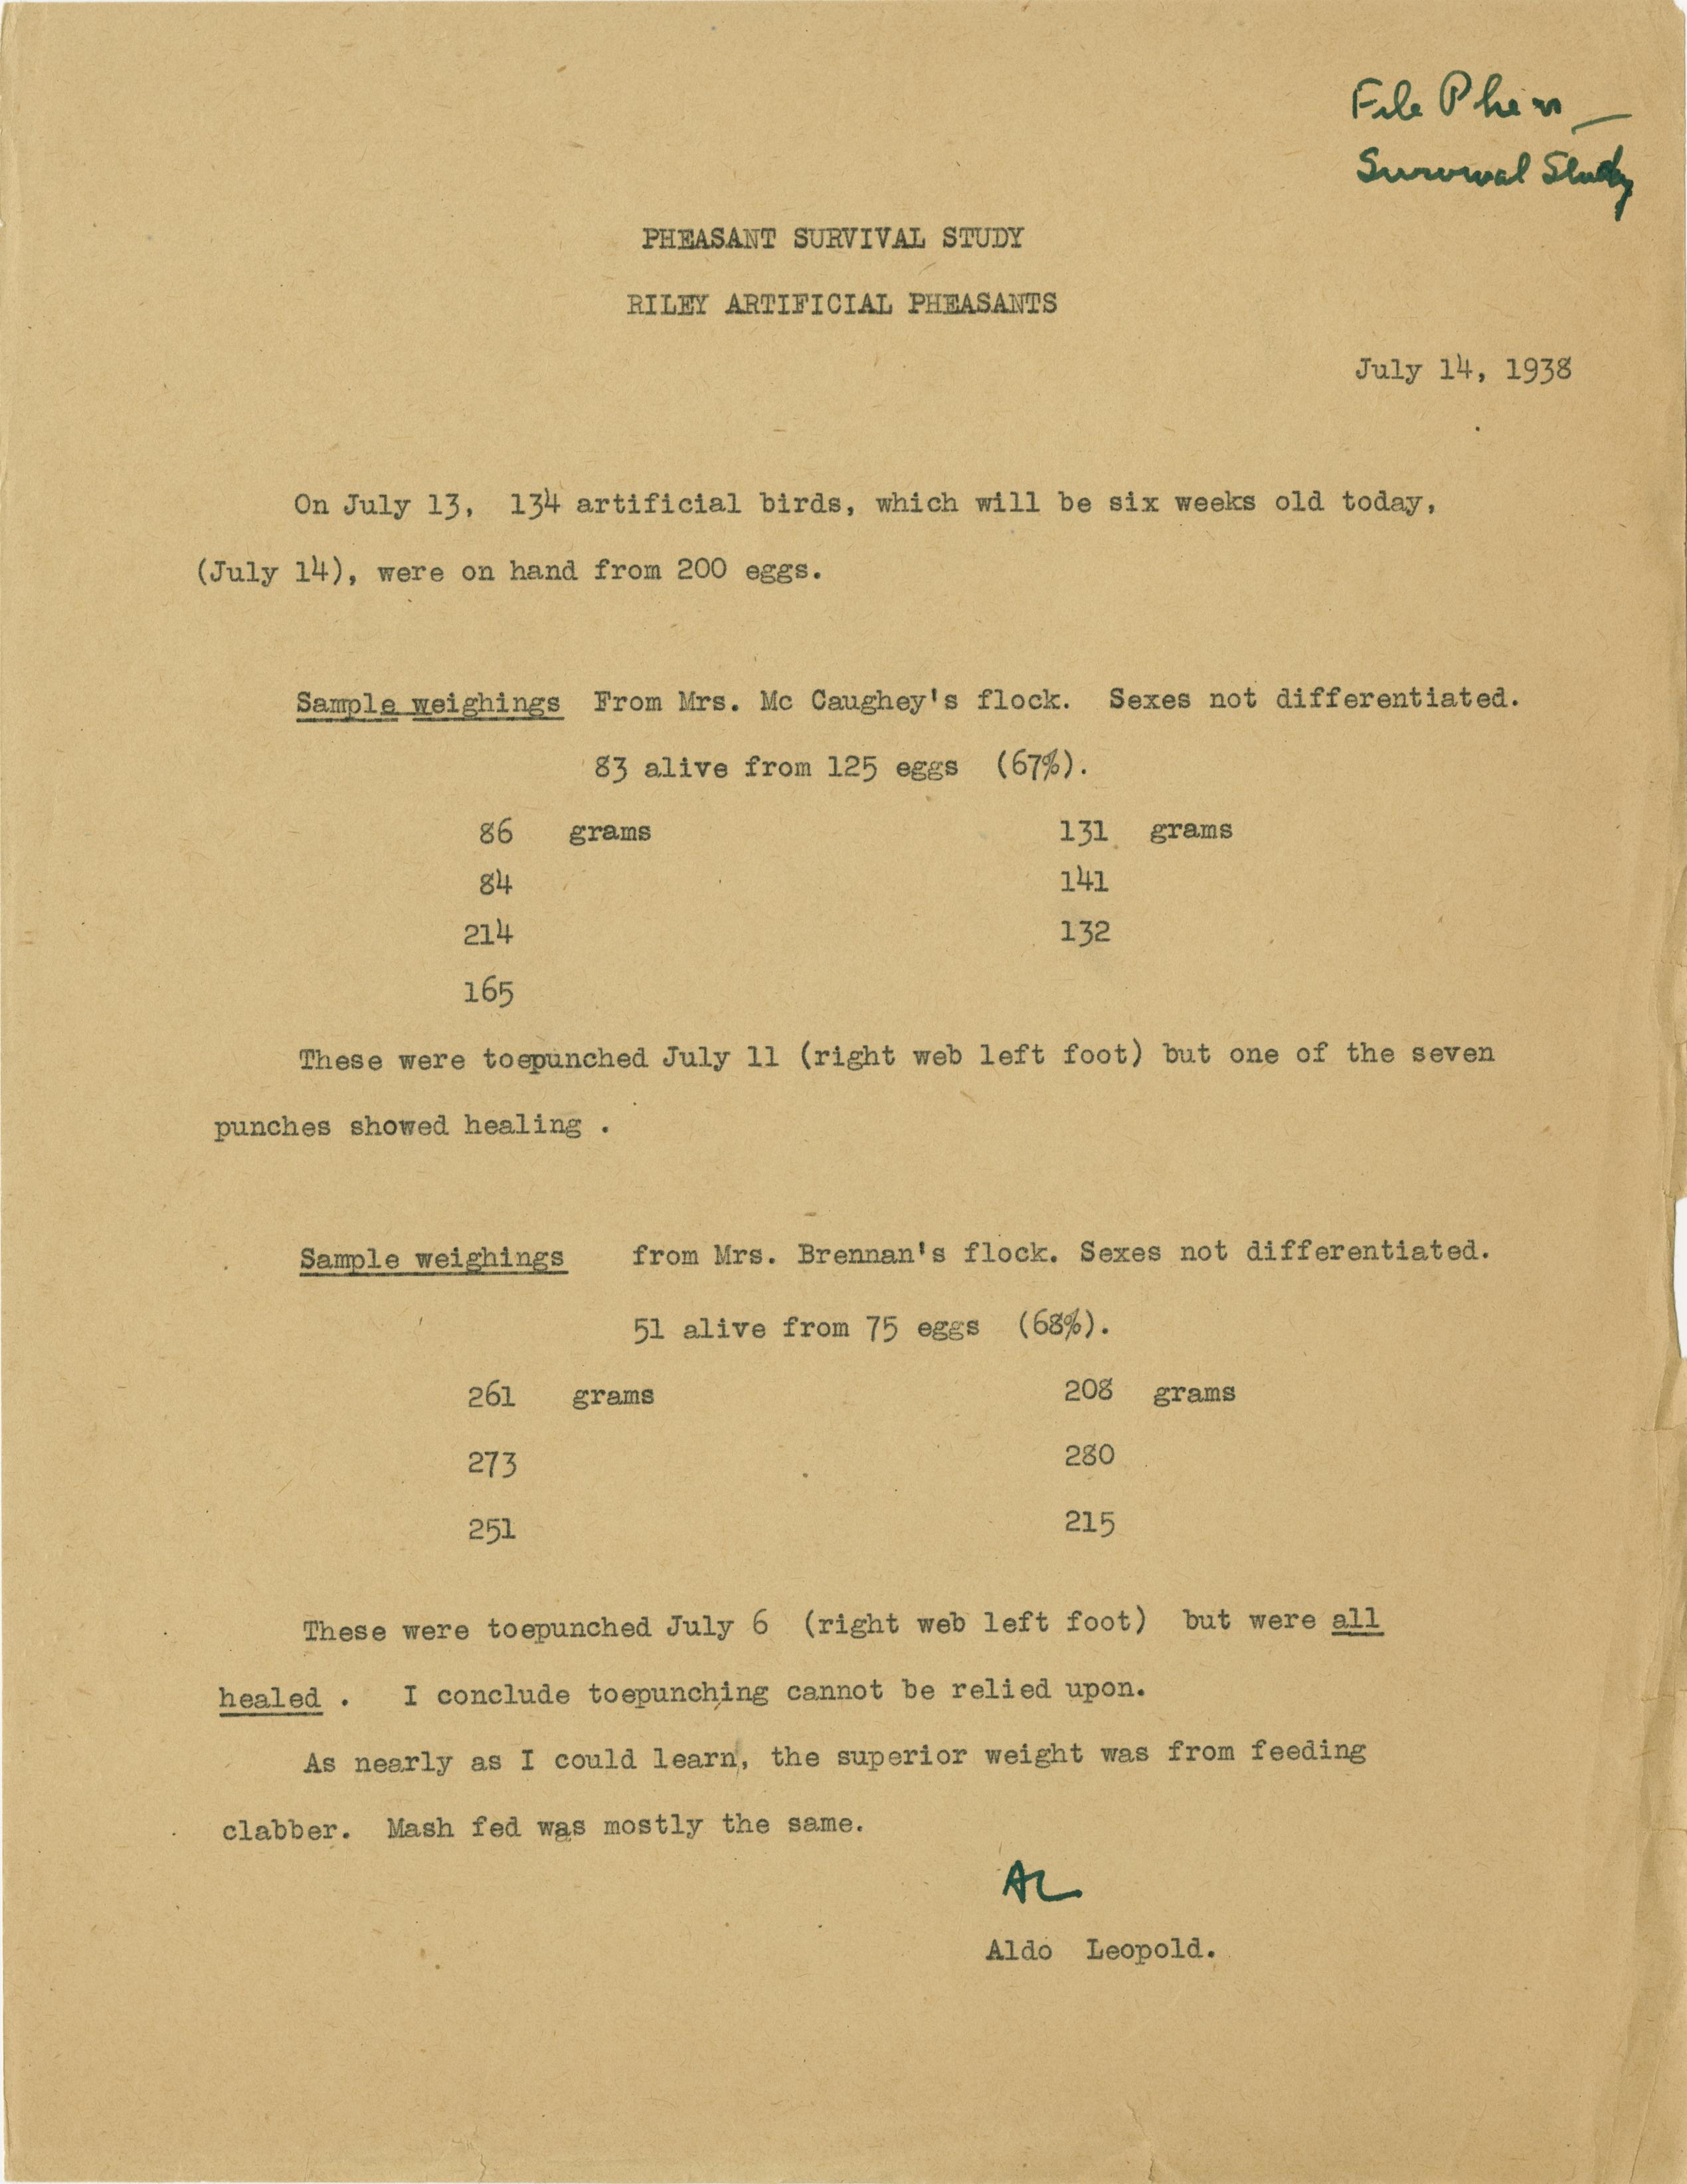 File Pheas —
Survival Study
PHEASANT SURVIVAL STUDY
RILEY ARTIFICIAL PHEASANTS
July 14, 1938
On July 13, 134 artificial birds, which will be six weeks old today,
(July 14), were on hand from 200 eggs.
Sample weighings From Mrs. Mc Caughey's flock. Sexes not differentiated.
83 alive from 125 eggs (67%).
86 grams 131 grams
84 141
214 132
165
These were toepunched July 11 (right web left foot) but one of the seven
punches showed healing .
Sample weighings from Mrs. Brennan's flock. Sexes not differentiated.
51 alive from 75 eggs (68%).
261 grams 208 grams
273 280
251 215
These were toepunched July 6 (right web left foot) but were all
healed . I conclude toepunching cannot be relied upon.
As nearly as I could learn, the superior weight was from feeding
clabber. Mash fed was mostly the same.
AL
Aldo Leopold.